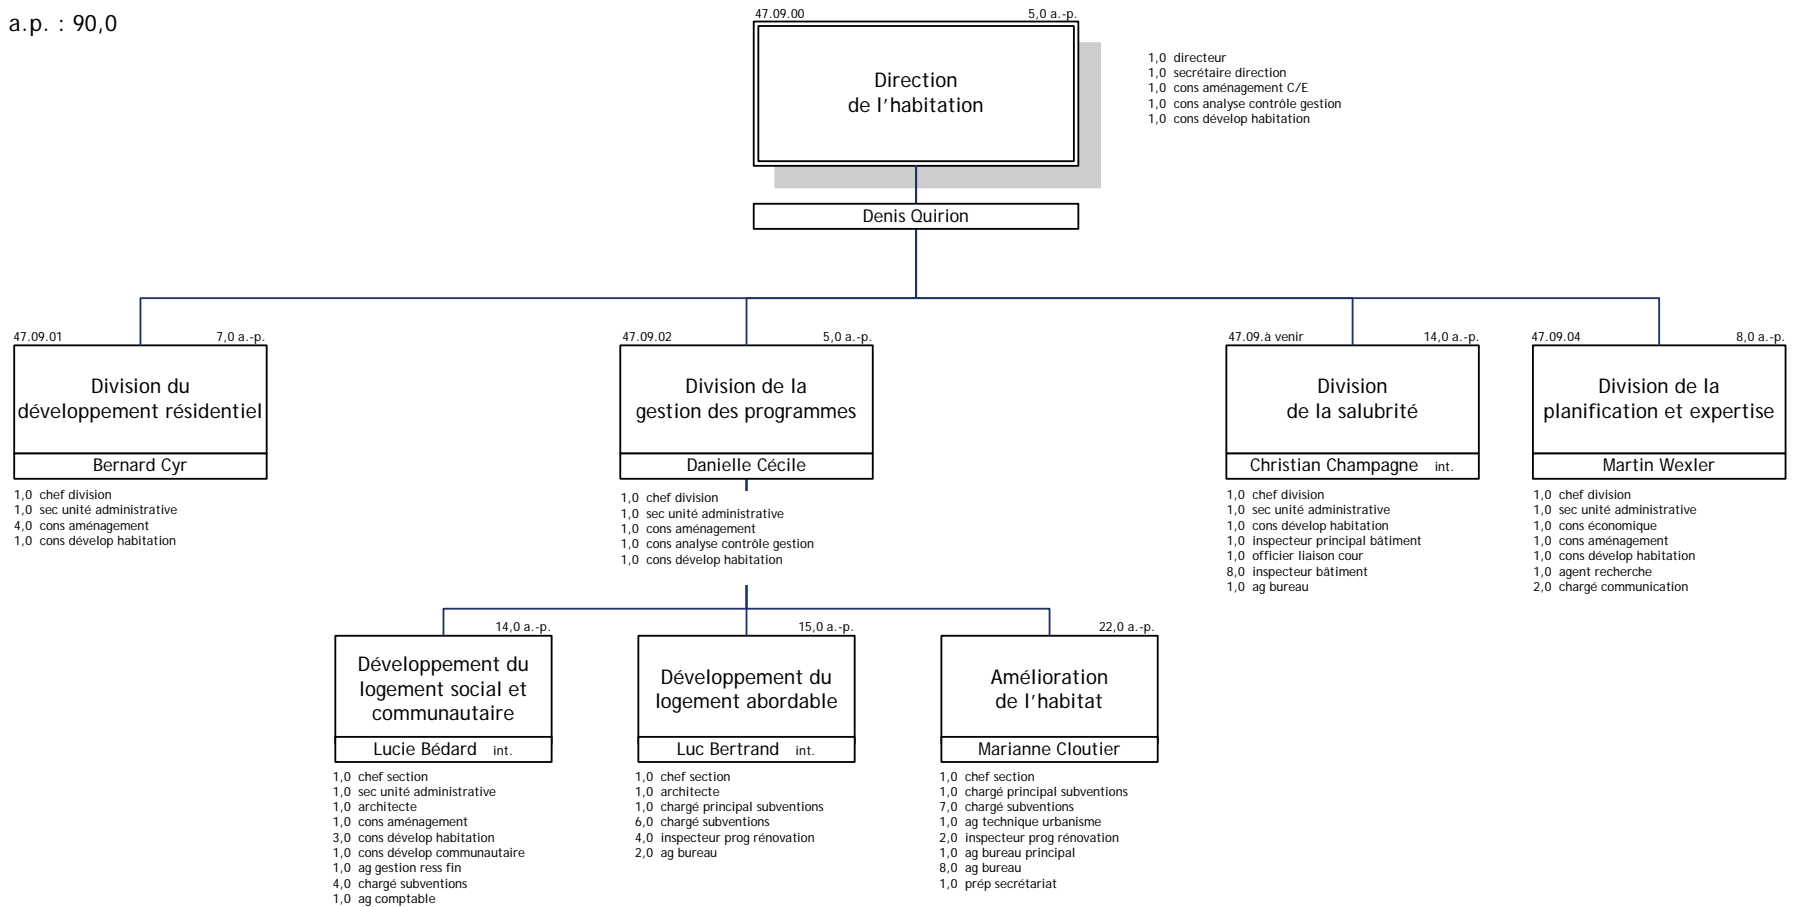 a.p. : 90,0
47.09.00 5,0 a.-p.
Direction
de l'habitation
1,0 directeur
1,0 secrétaire direction
1,0 cons aménagement C/E
1,0 cons analyse contrôle gestion
1,0 cons dévelop habitation
Denis Quirion
47.09.01 7,0 a.-p.
Division du
développement résidentiel
Bernard Cyr
1,0 chef division
1,0 sec unité administrative
4,0 cons aménagement
1,0 cons dévelop habitation
47.09.02 5,0 a.-p.
Division de la
gestion des programmes
Danielle Cécile
1,0 chef division
1,0 sec unité administrative
1,0 cons aménagement
1,0 cons analyse contrôle gestion
1,0 cons dévelop habitation
47.09.à venir 14,0 a.-p.
Division
de la salubrité
Christian Champagne int.
1,0 chef division
1,0 sec unité administrative
1,0 cons dévelop habitation
1,0 inspecteur principal bâtiment
1,0 officier liaison cour
8,0 inspecteur bâtiment
1,0 ag bureau
47.09.04 8,0 a.-p.
Division de la
planification et expertise
Martin Wexler
1,0 chef division
1,0 sec unité administrative
1,0 cons économique
1,0 cons aménagement
1,0 cons dévelop habitation
1,0 agent recherche
2,0 chargé communication
14,0 a.-p.
Développement du
logement social et
communautaire
Lucie Bédard int.
1,0 chef section
1,0 sec unité administrative
1,0 architecte
1,0 cons aménagement
3,0 cons dévelop habitation
1,0 cons dévelop communautaire
1,0 ag gestion ress fin
4,0 chargé subventions
1,0 ag comptable
15,0 a.-p.
Développement du
logement abordable
Luc Bertrand int.
1,0 chef section
1,0 architecte
1,0 chargé principal subventions
6,0 chargé subventions
4,0 inspecteur prog rénovation
2,0 ag bureau
22,0 a.-p.
Amélioration
de l'habitat
Marianne Cloutier
1,0 chef section
1,0 chargé principal subventions
7,0 chargé subventions
1,0 ag technique urbanisme
2,0 inspecteur prog rénovation
1,0 ag bureau principal
8,0 ag bureau
1,0 prép secrétariat